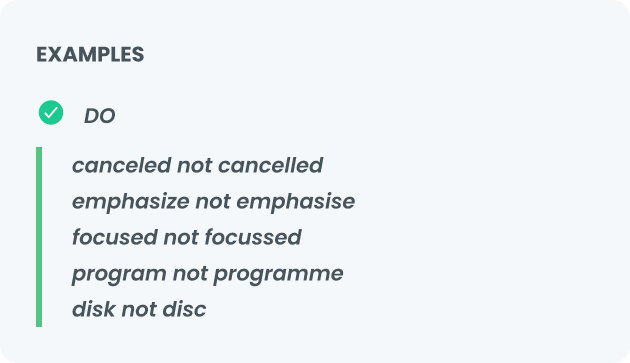 EXAMPLES
DO
canceled not cancelled
emphasize not emphasise
focused not focussed
program not programme
disk not disc